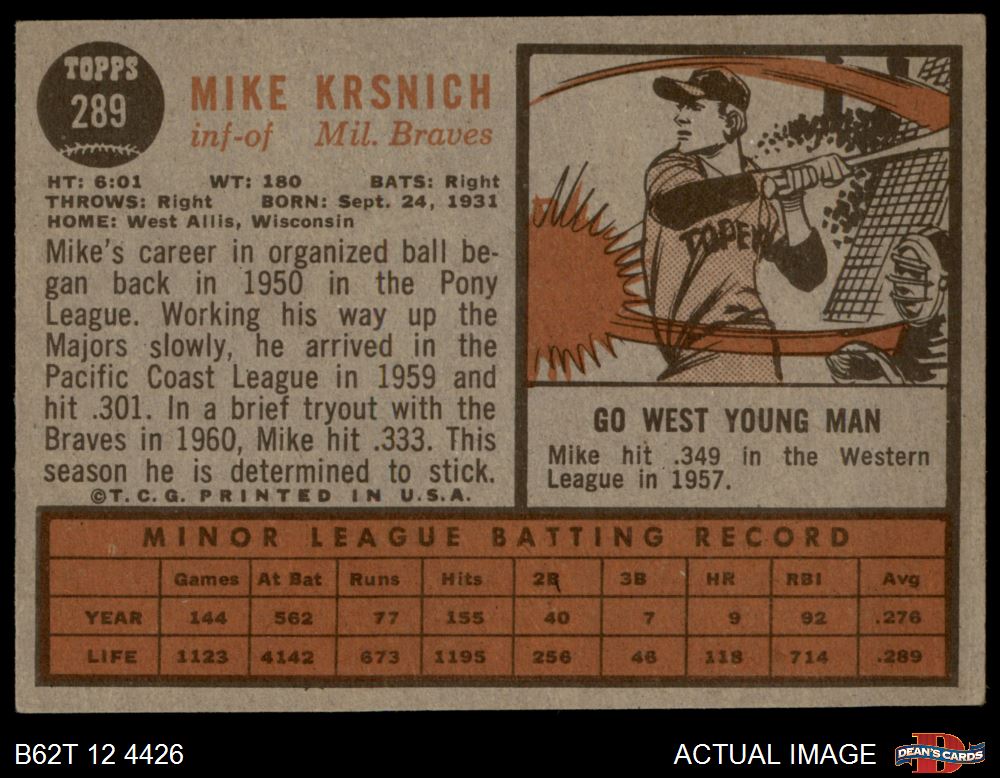 TOPPS
289
MIKE KRSNICH
inf-of Mil. Braves
HT: 6:01 WT: 180 BATS: Right
THROWS: Right BORN: Sept. 24, 1931
HOME: West Allis, Wisconsin
Mike's career in organized ball be-
gan back in 1950 in the Pony
League. Working his way up the
Majors slowly, he arrived in the
Pacific Coast League in 1959 and
hit .301. In a brief tryout with the
Braves in 1960, Mike hit .333. This
season he is determined to stick.
©T.C.G. PRINTED IN U.S.A.
TOPEK
GO WEST YOUNG MAN
Mike hit .349 in the Western
League in 1957.
MINOR LEAGUE BATTING RECORD
Games At Bat Runs Hits 2B 3B HR RBI Avg
YEAR 144 562 77 155 40 7 9 92 .276
LIFE 1123 4142 673 1195 256 46 118 714 .289
B62T 12 4426
ACTUAL IMAGE
D
DEAN'S CARDS